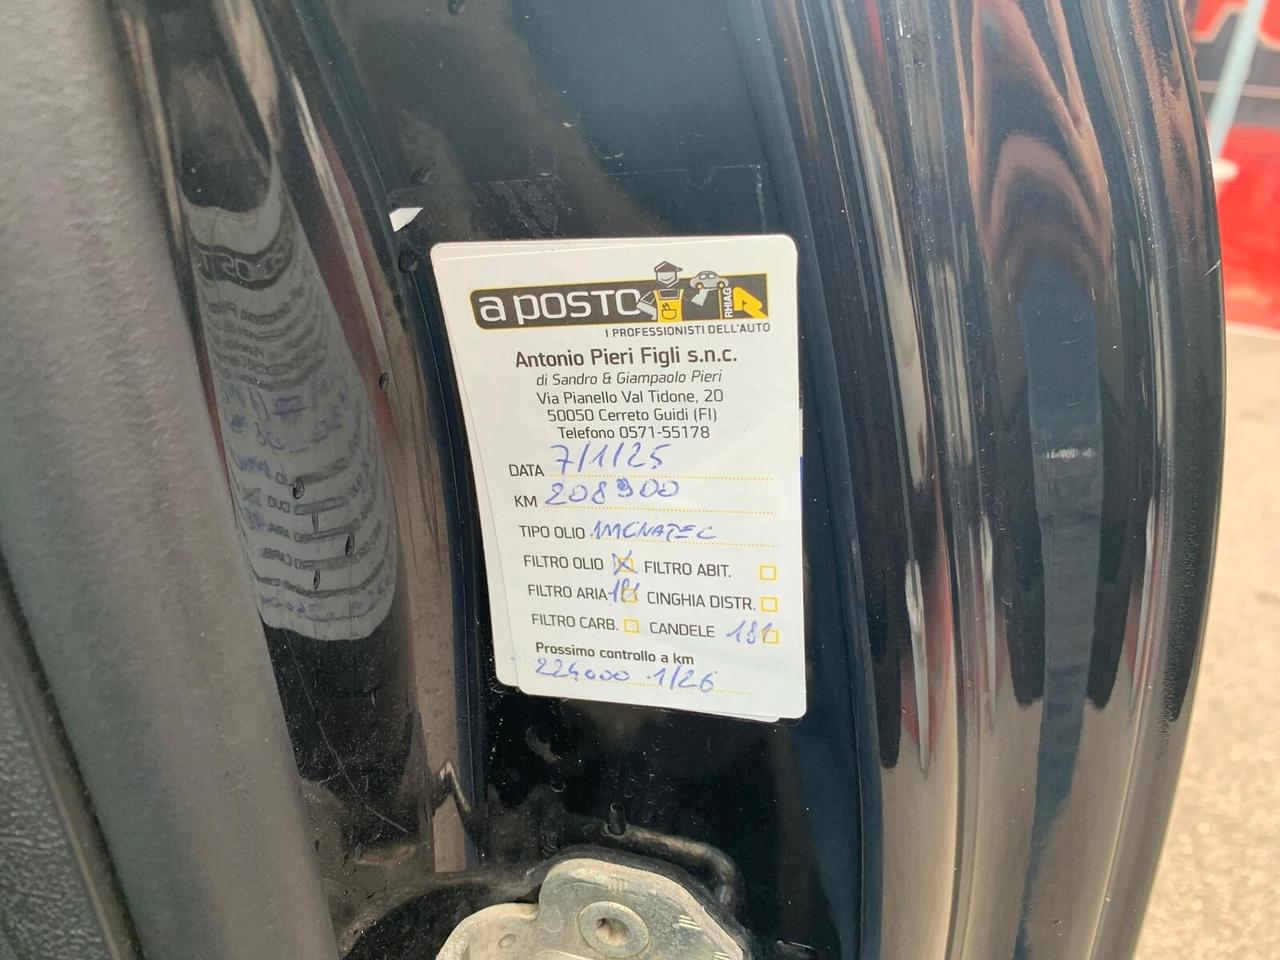 a POSTO
RHIAG
I PROFESSIONISTI DELL'AUTO
Antonio Pieri Figli s.n.c.
di Sandro & Giampaolo Pieri
Via Pianello Val Tidone, 20
50050 Cerreto Guidi (FI)
Telefono 0571-55178
DATA 7/1/25
KM 208900
TIPO OLIO
FILTRO OLIO X FILTRO ABIT.
FILTRO ARIA 181 CINGHIA DISTR.
FILTRO CARB. CANDELE 181
Prossimo controllo a km
224000 1/26